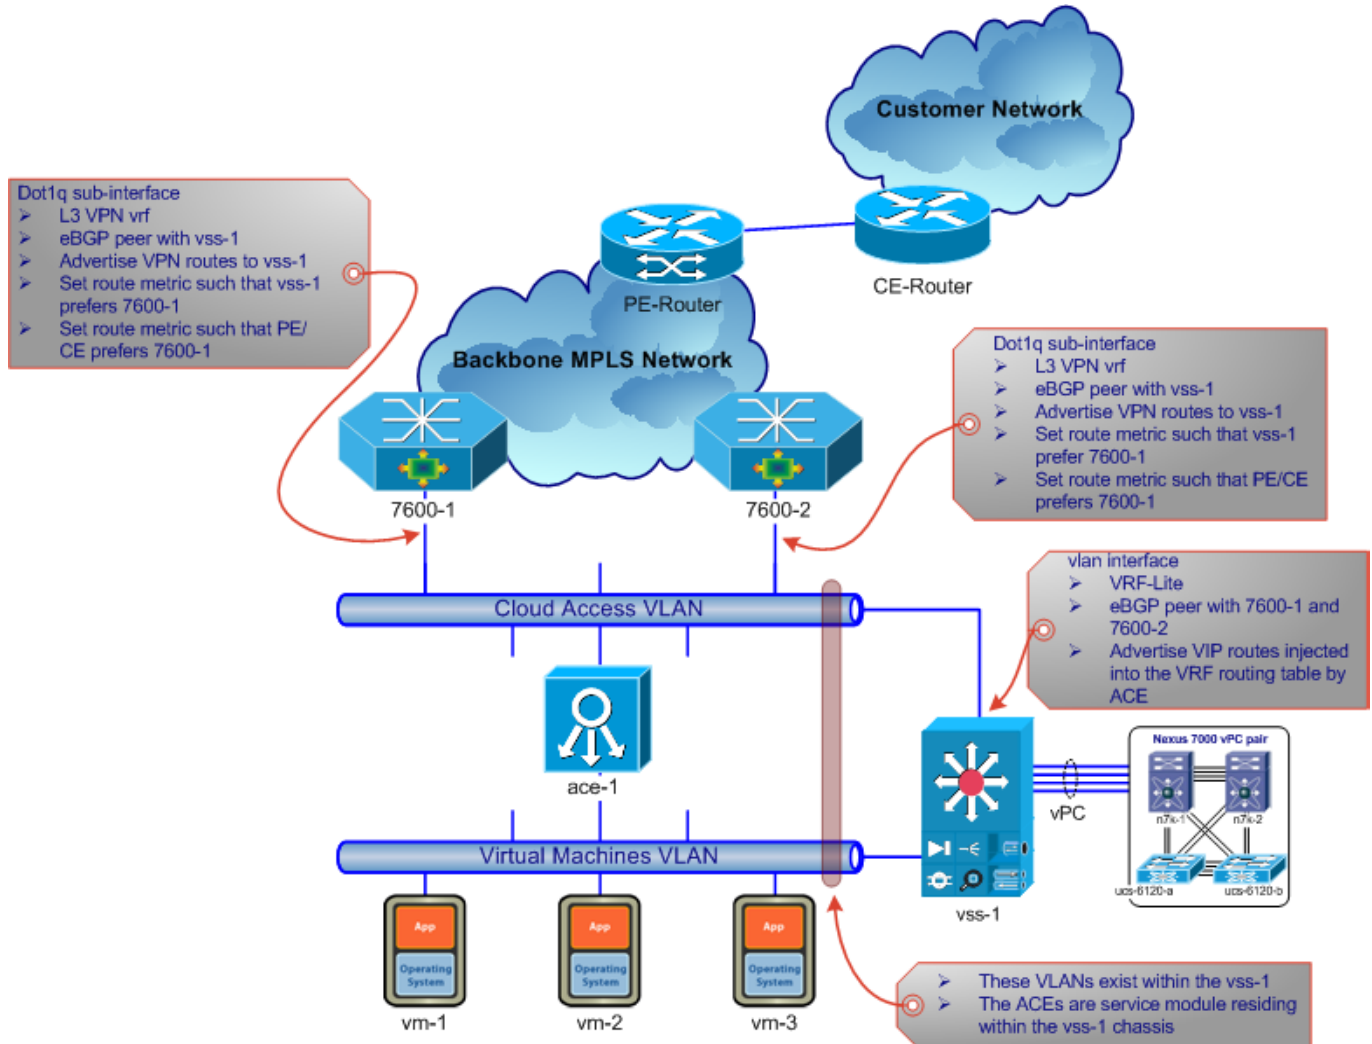 Customer Network
Dot1q sub-interface
➢ L3 VPN vrf
➢ eBGP peer with vss-1
➢ Advertise VPN routes to vss-1
➢ Set route metric such that vss-1
prefers 7600-1
➢ Set route metric such that PE/
CE prefers 7600-1
PE-Router
CE-Router
Backbone MPLS Network
Dot1q sub-interface
➢ L3 VPN vrf
➢ eBGP peer with vss-1
➢ Advertise VPN routes to vss-1
➢ Set route metric such that vss-1
prefer 7600-1
➢ Set route metric such that PE/CE
prefers 7600-1
7600-1
7600-2
vlan interface
➢ VRF-Lite
➢ eBGP peer with 7600-1 and
7600-2
➢ Advertise VIP routes injected
into the VRF routing table by
ACE
Cloud Access VLAN
ace-1
Nexus 7000 vPC pair
vPC
n7k-1
n7k-2
ucs-6120-a
ucs-6120-b
Virtual Machines VLAN
vss-1
App
Operating
System
App
Operating
System
App
Operating
System
vm-1
vm-2
vm-3
➢ These VLANs exist within the vss-1
➢ The ACEs are service module residing
within the vss-1 chassis